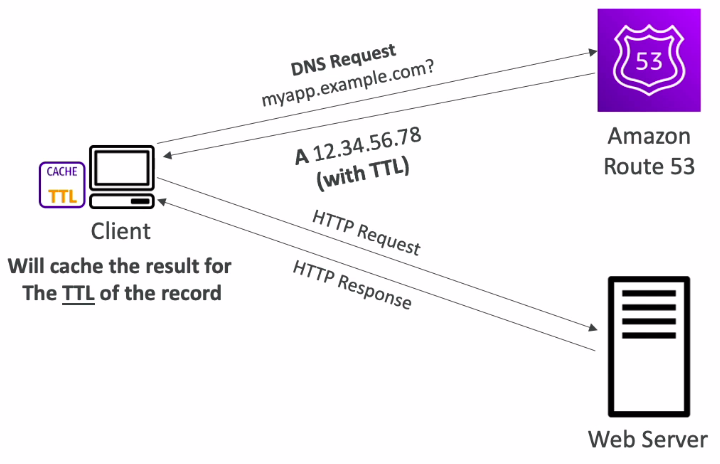 DNS Request
myapp.example.com?
53
Amazon
Route 53
A 12.34.56.78
(with TTL)
CACHE
TTL
Client
Will cache the result for
The TTL of the record
HTTP Request
HTTP Response
Web Server